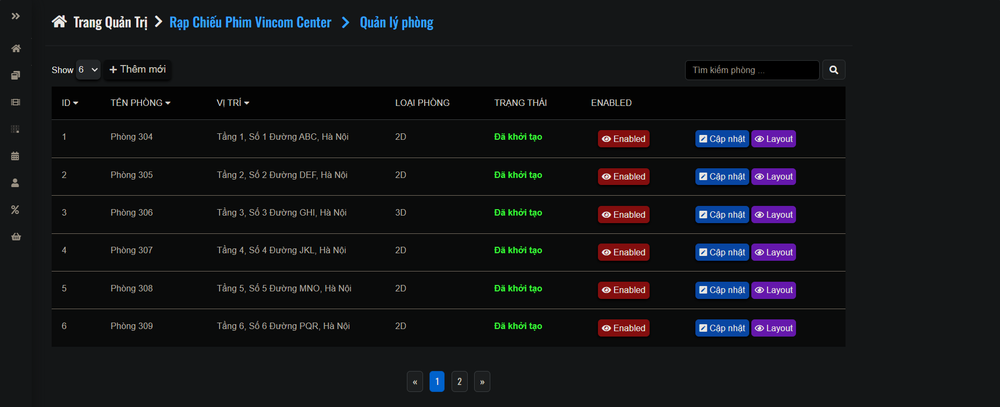 Trang Quản Trị Rạp Chiếu Phim Vincom Center Quản lý phòng
Show 6 Thêm mới Tìm kiếm phòng ...
ID TÊN PHÒNG VỊ TRÍ LOẠI PHÒNG TRẠNG THÁI ENABLED
1 Phòng 304 Tầng 1, Số 1 Đường ABC, Hà Nội 2D Đã khởi tạo Enabled Cập nhật Layout
2 Phòng 305 Tầng 2, Số 2 Đường DEF, Hà Nội 2D Đã khởi tạo Enabled Cập nhật Layout
3 Phòng 306 Tầng 3, Số 3 Đường GHI, Hà Nội 3D Đã khởi tạo Enabled Cập nhật Layout
4 Phòng 307 Tầng 4, Số 4 Đường JKL, Hà Nội 2D Đã khởi tạo Enabled Cập nhật Layout
5 Phòng 308 Tầng 5, Số 5 Đường MNO, Hà Nội 2D Đã khởi tạo Enabled Cập nhật Layout
6 Phòng 309 Tầng 6, Số 6 Đường PQR, Hà Nội 2D Đã khởi tạo Enabled Cập nhật Layout
« 1 2 »